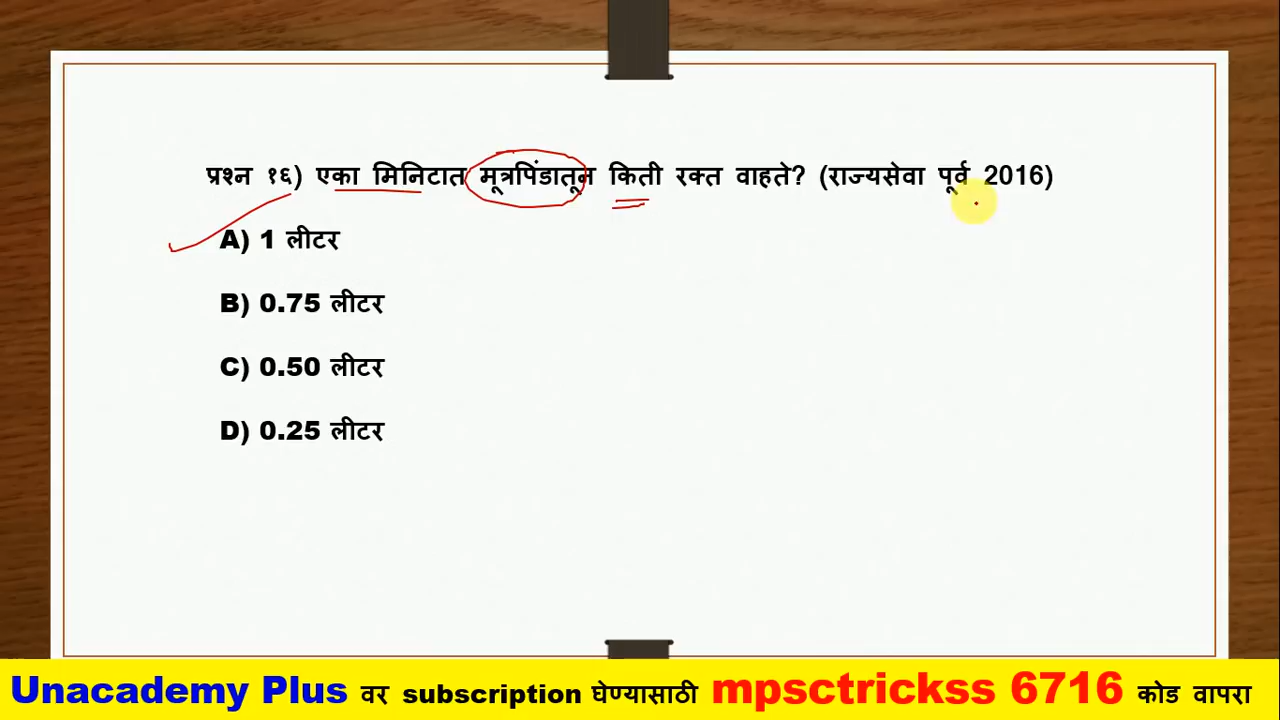 प्रश्न १६) एका मिनिटात मूत्रपिंडातून किती रक्त वाहते? (राज्यसेवा पूर्व 2016)
A) 1 लीटर
B) 0.75 लीटर
C) 0.50 लीटर
D) 0.25 लीटर
Unacademy Plus वर subscription घेण्यासाठी mpsctrickss 6716 कोड वापरा